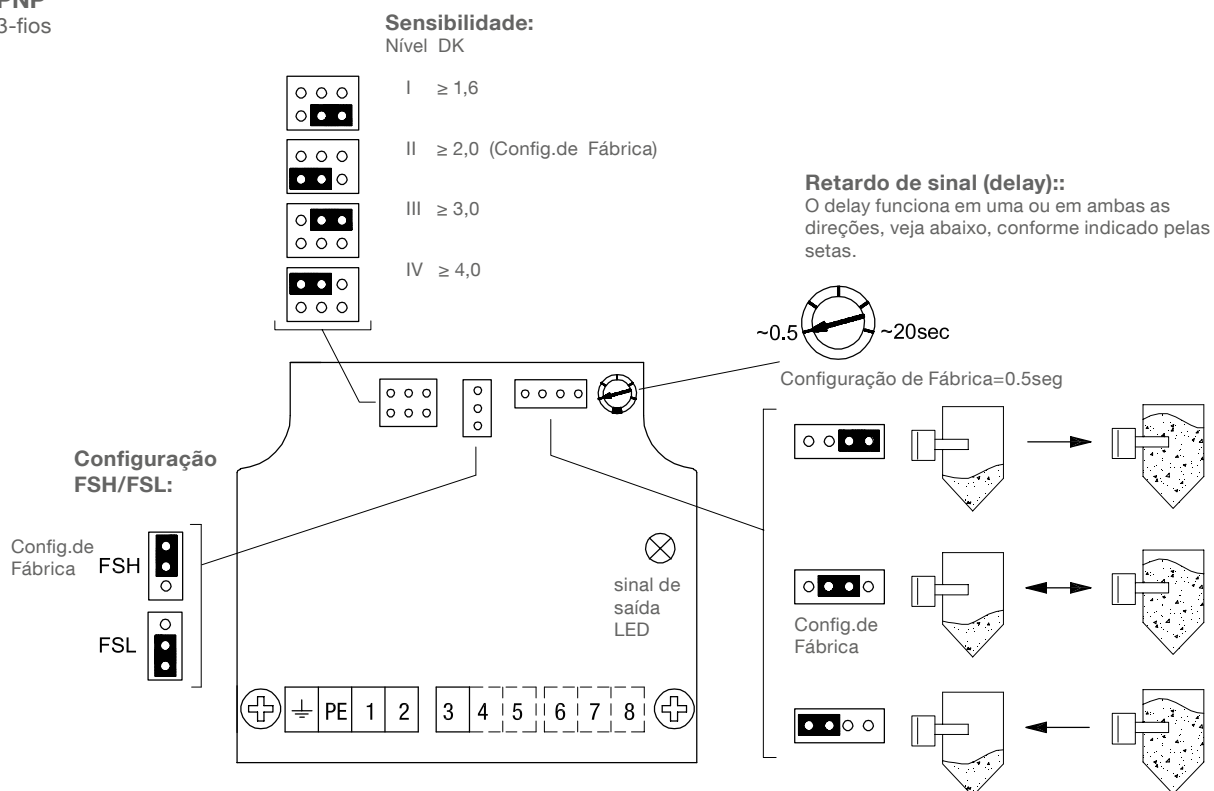 PNP
3-fios
Sensibilidade:
Nível DK
I ≥ 1,6
II ≥ 2,0 (Config.de Fábrica)
III ≥ 3,0
IV ≥ 4,0
Retardo de sinal (delay)::
O delay funciona em uma ou em ambas as
direções, veja abaixo, conforme indicado pelas
setas.
~0.5 ~20sec
Configuração de Fábrica=0.5seg
Configuração
FSH/FSL:
Config.de
Fábrica
FSH
FSL
sinal de
saída
LED
Config.de
Fábrica
PE 1 2 3 4 5 6 7 8